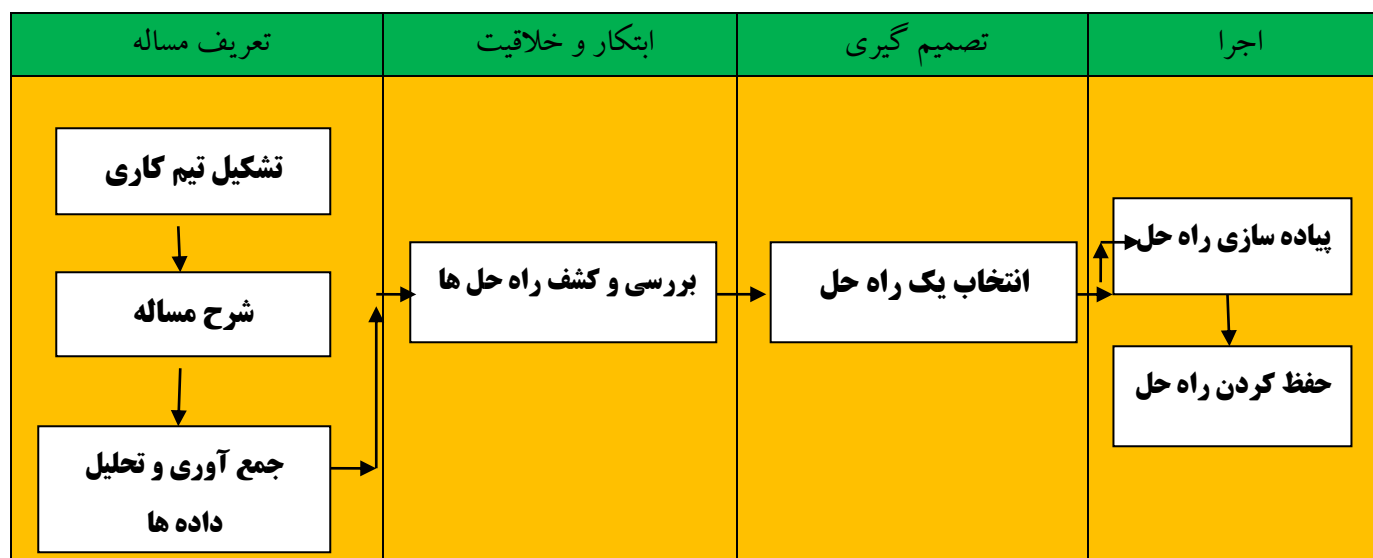 تعریف مساله
ابتکار و خلاقیت
تصمیم گیری
اجرا
تشکیل تیم کاری
شرح مساله
جمع آوری و تحلیل
داده ها
بررسی و کشف راه حل ها
انتخاب یک راه حل
پیاده سازی راه حل
حفظ کردن راه حل